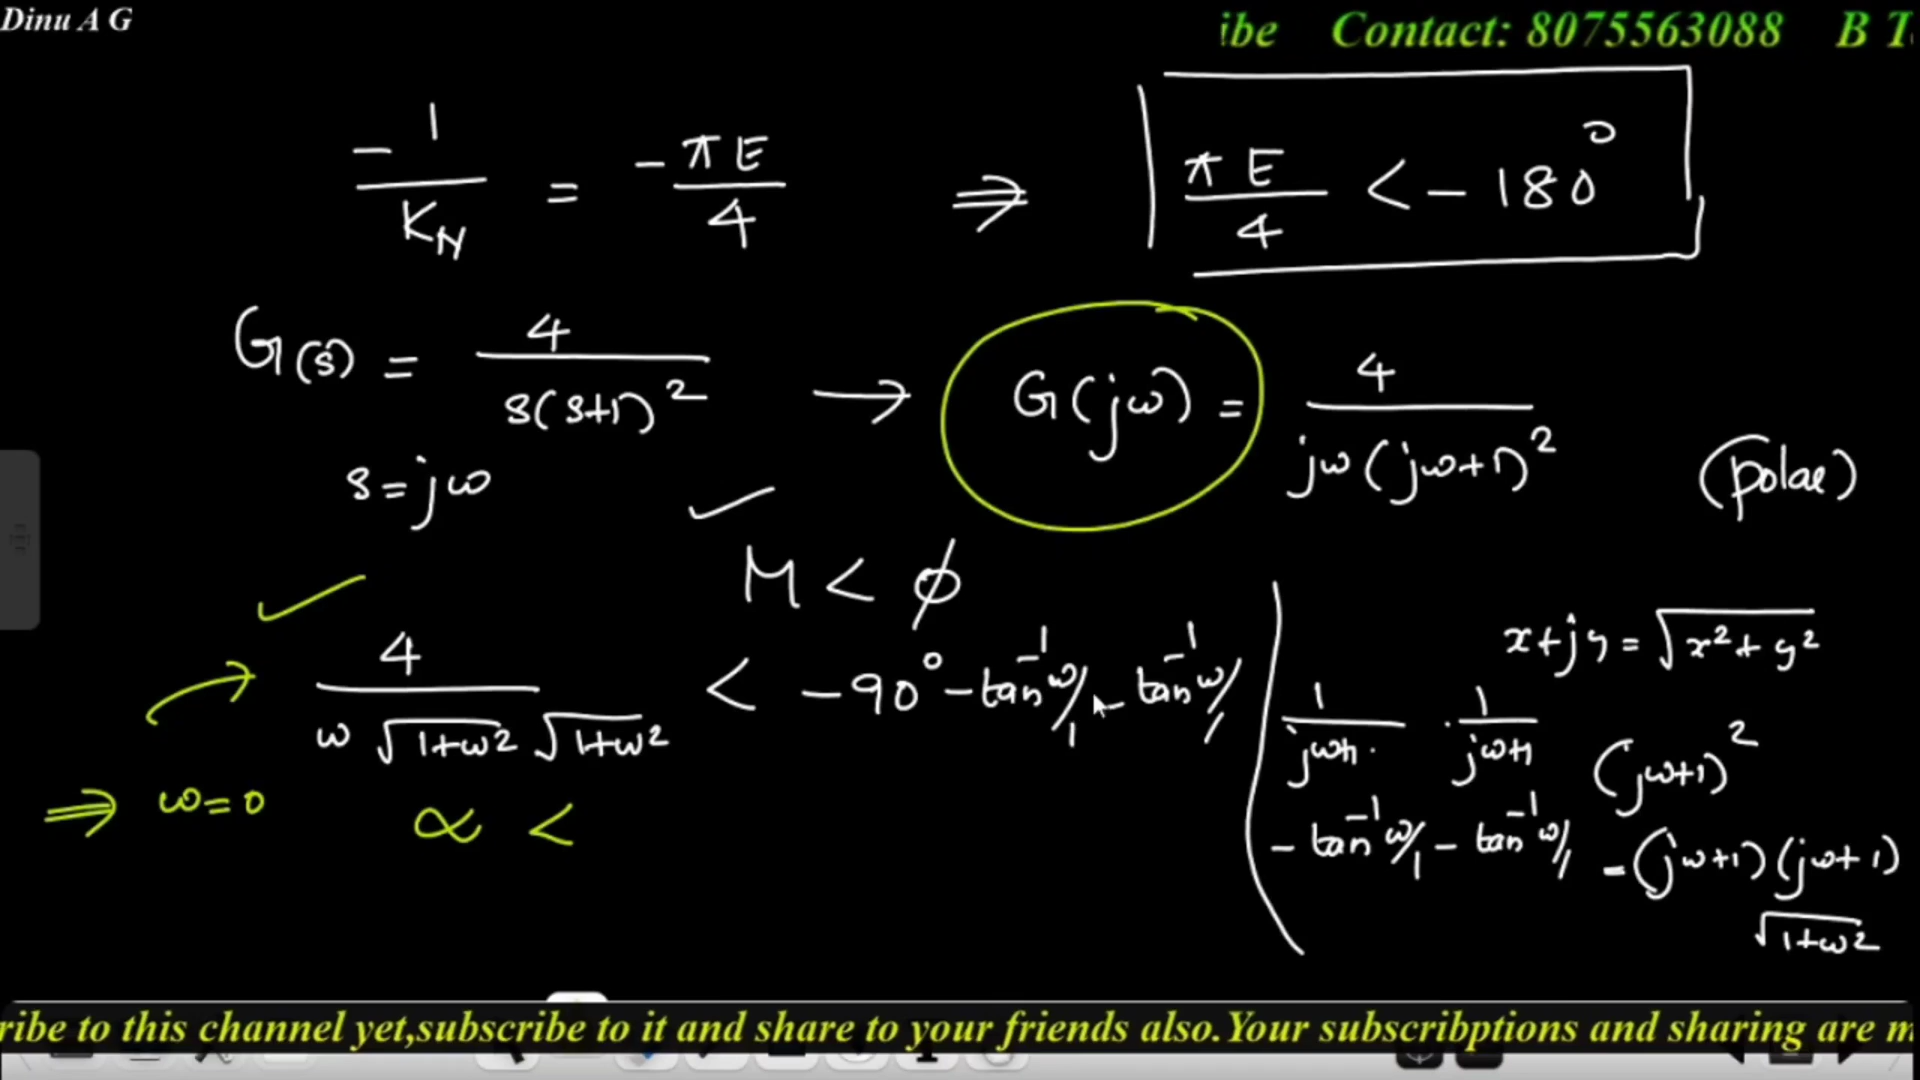 Dinu A G
ibe Contact: 8075563088 B T
-1/K_N = -πE/4 ⇒ πE/4 < -180°
G(s) = 4/s(s+1)² → G(jω) = 4/jω(jω+1)² (polar)
s=jω
M < φ
4/ω√1+ω² √1+ω² < -90° - tan⁻¹ω/1 - tan⁻¹ω/1
⇒ ω=0 ∝ <
x+jy = √x²+y²
1/jω+1 · 1/jω+1 (jω+1)²
- tan⁻¹ω/1 - tan⁻¹ω/1 = (jω+1)(jω+1)
√1+ω²
ribe to this channel yet,subscribe to it and share to your friends also.Your subscribptions and sharing are m